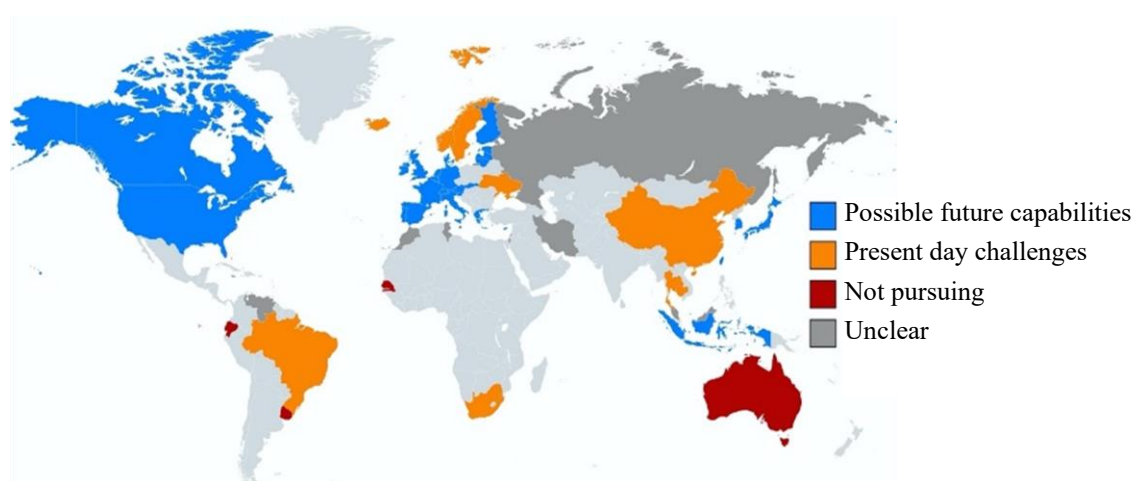 Possible future capabilities
Present day challenges
Not pursuing
Unclear